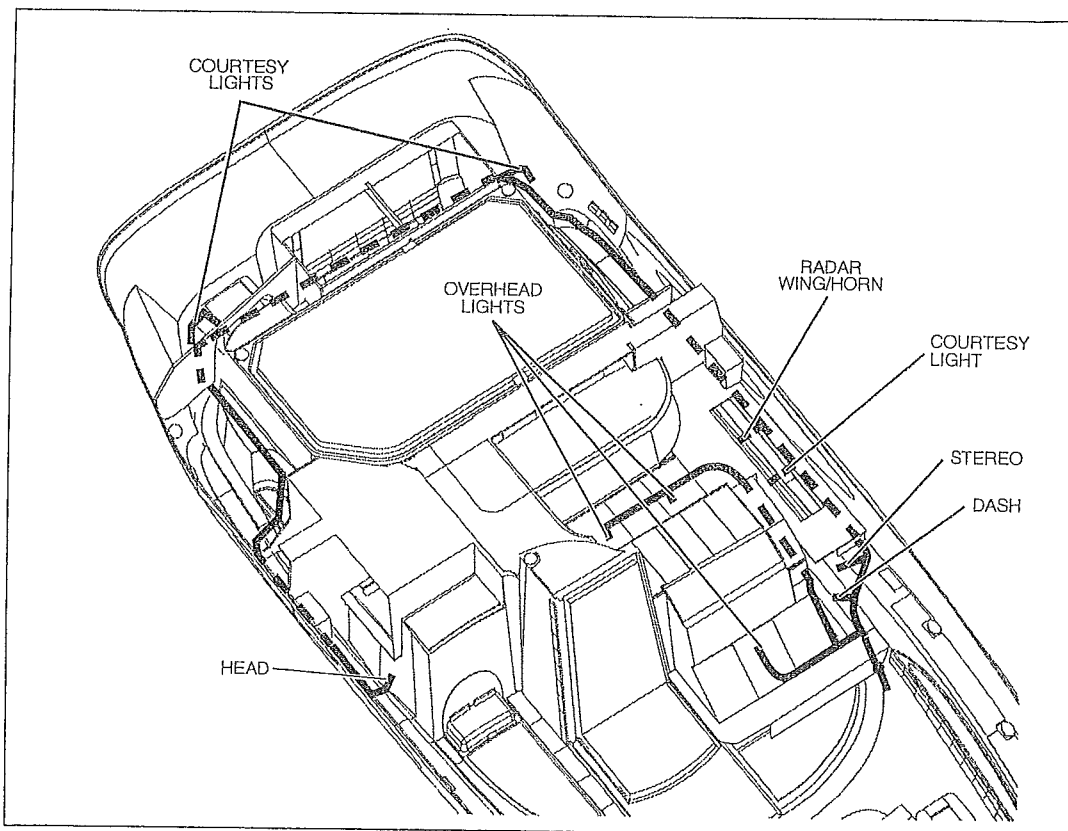 COURTESY
LIGHTS
OVERHEAD
LIGHTS
RADAR
WING/HORN
COURTESY
LIGHT
STEREO
DASH
HEAD